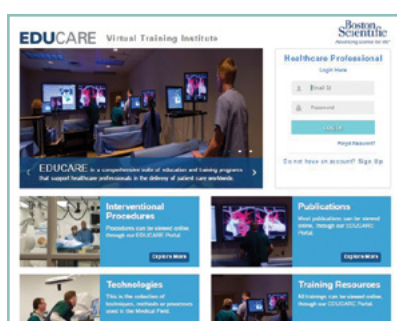 EDUCARE Virtual Training Institute
Boston
Scientific
Advancing science for life
Healthcare Professional
Login Here
Email Id
Password
Forgot Password?
Do not have an account? Sign Up
EDUCARE is a comprehensive suite of education and training programs
that support healthcare professionals in the delivery of patient care worldwide.
Interventional
Procedures
Procedures can be viewed
online, through our EDUCARE Portal.
Explore More
Publications
Most publications can be viewed
online, through our EDUCARE
Portal.
Explore More
Technologies
This is the collection of
techniques, methods or processes
used in the Medical Field.
Training Resources
All trainings can be viewed online,
through our EDUCARE Portal.